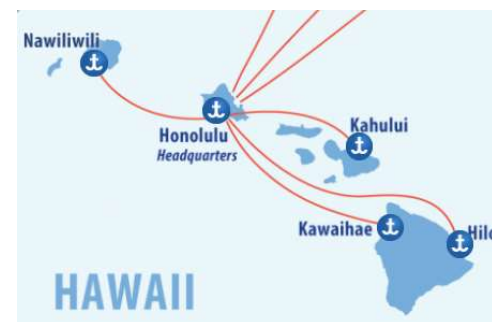 Nawiliwili
Honolulu
Headquarters
Kahului
Kawaihae
Hilo
HAWAII